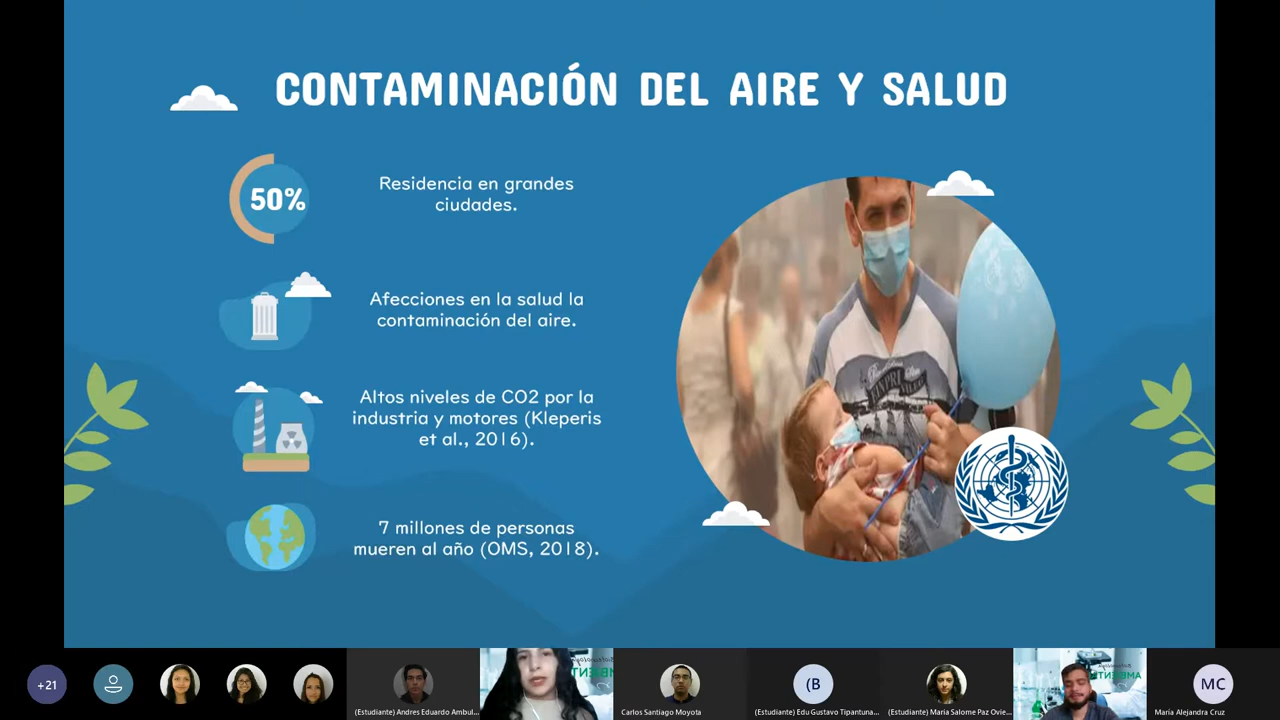 CONTAMINACIÓN DEL AIRE Y SALUD
50%
Residencia en grandes
ciudades.
Afecciones en la salud la
contaminación del aire.
Altos niveles de CO2 por la
industria y motores (Kleperis
et al., 2016).
7 millones de personas
mueren al año (OMS, 2018).
+21
(Estudiante) Andres Eduardo Ambul...
Carlos Santiago Moyota
(B
(Estudiante) Edu Gustavo Tipantuna...
(Estudiante) Maria Salome Paz Ovie...
MC
María Alejandra Cruz